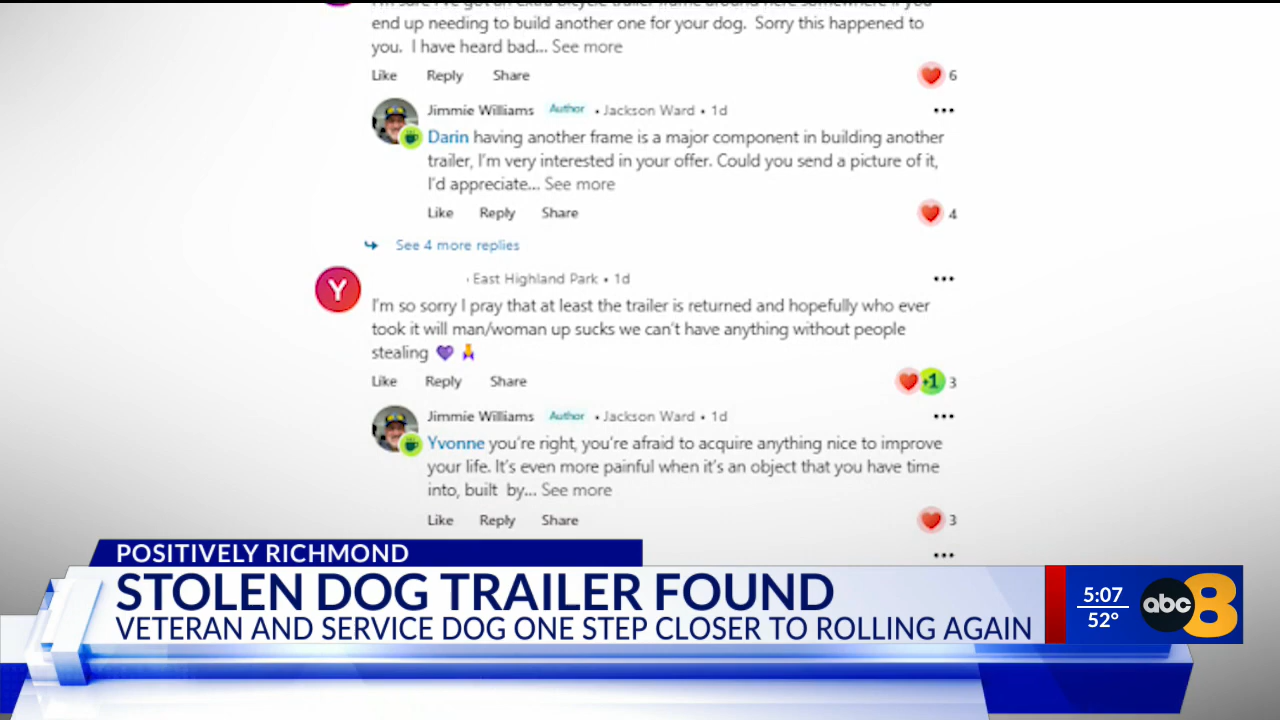 I'm sure I've got an extra bicycle trailer frame around here somewhere if you
end up needing to build another one for your dog. Sorry this happened to
you. I have heard bad... See more
Like Reply Share 6
Jimmie Williams Author • Jackson Ward • 1d
Darin having another frame is a major component in building another
trailer, I'm very interested in your offer. Could you send a picture of it,
I'd appreciate... See more
Like Reply Share 4
See 4 more replies
Y
East Highland Park • 1d
I'm so sorry I pray that at least the trailer is returned and hopefully who ever
took it will man/woman up sucks we can't have anything without people
stealing 💜
Like Reply Share +1 3
Jimmie Williams Author • Jackson Ward • 1d
Yvonne you're right, you're afraid to acquire anything nice to improve
your life. It's even more painful when it's an object that you have time
into, built by... See more
Like Reply Share 3
POSITIVELY RICHMOND
STOLEN DOG TRAILER FOUND
VETERAN AND SERVICE DOG ONE STEP CLOSER TO ROLLING AGAIN
5:07
52°
abc 8